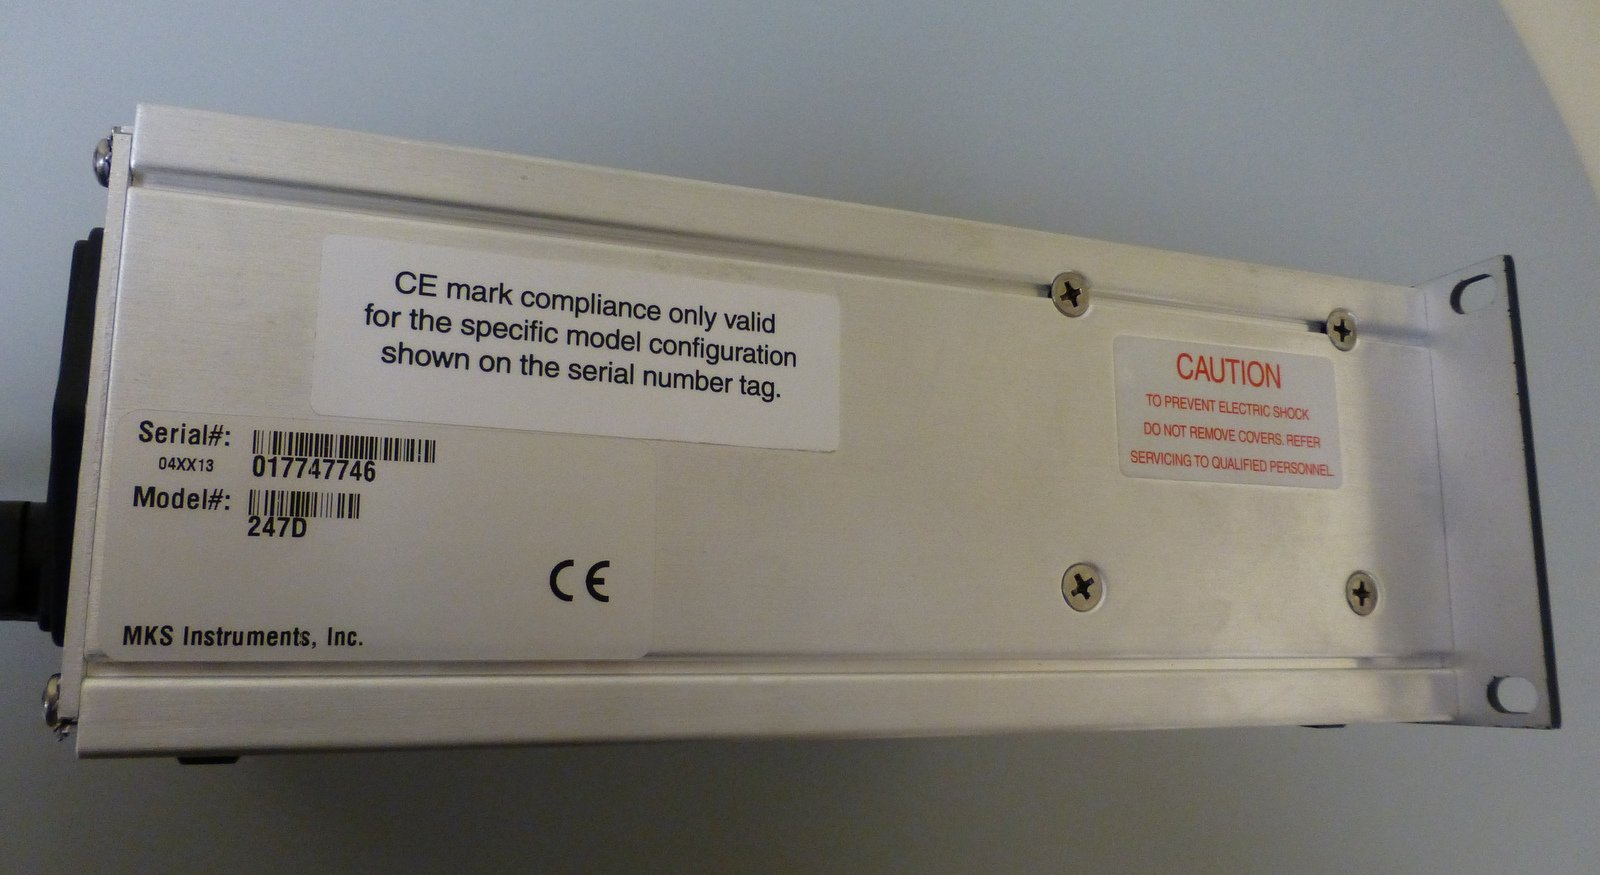 CE mark compliance only valid
for the specific model configuration
shown on the serial number tag.
Serial#:
04XX13
017747746
Model#:
247D
CE
MKS Instruments, Inc.
CAUTION
TO PREVENT ELECTRIC SHOCK
DO NOT REMOVE COVERS. REFER
SERVICING TO QUALIFIED PERSONNEL.